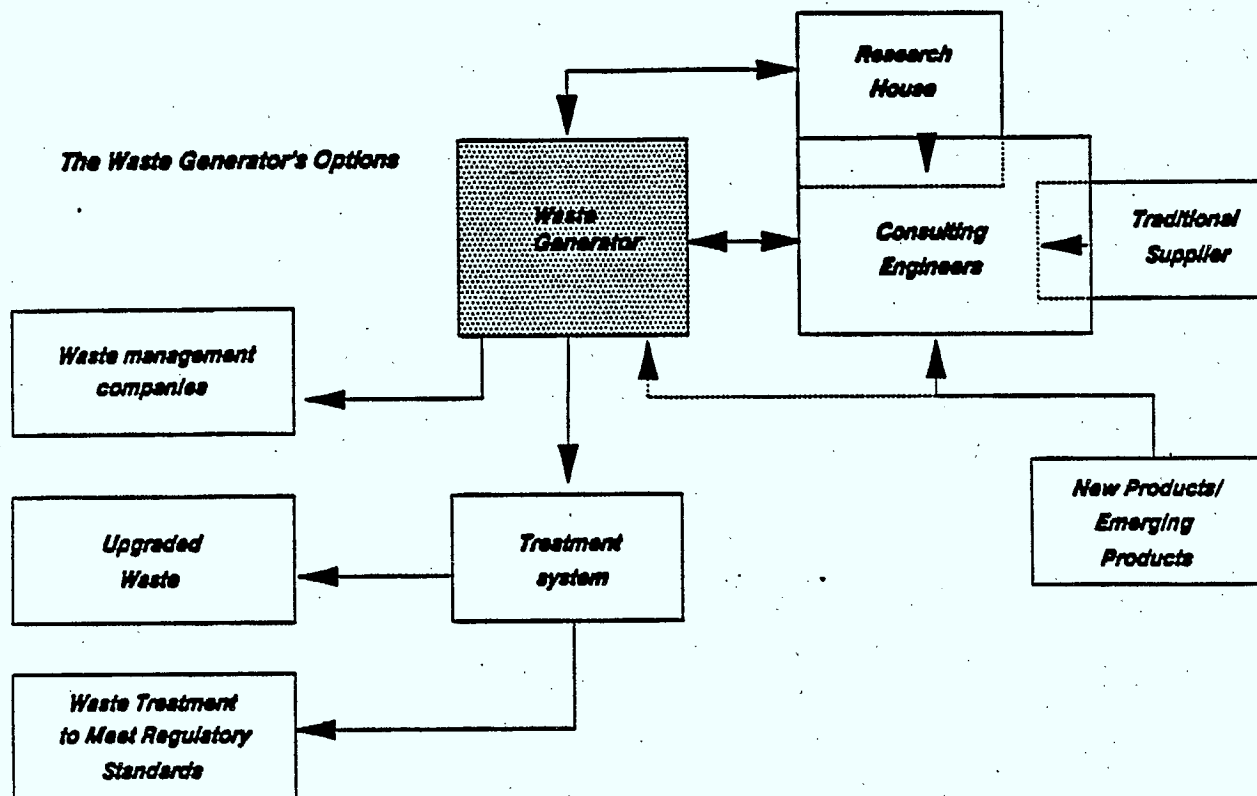 Research
House
The Waste Generator's Options
Waste
Generator
Consulting
Engineers
Traditional
Supplier
Waste management
companies
New Products/
Emerging
Products
Upgraded
Waste
Treatment
system
Waste Treatment
to Meet Regulatory
Standards